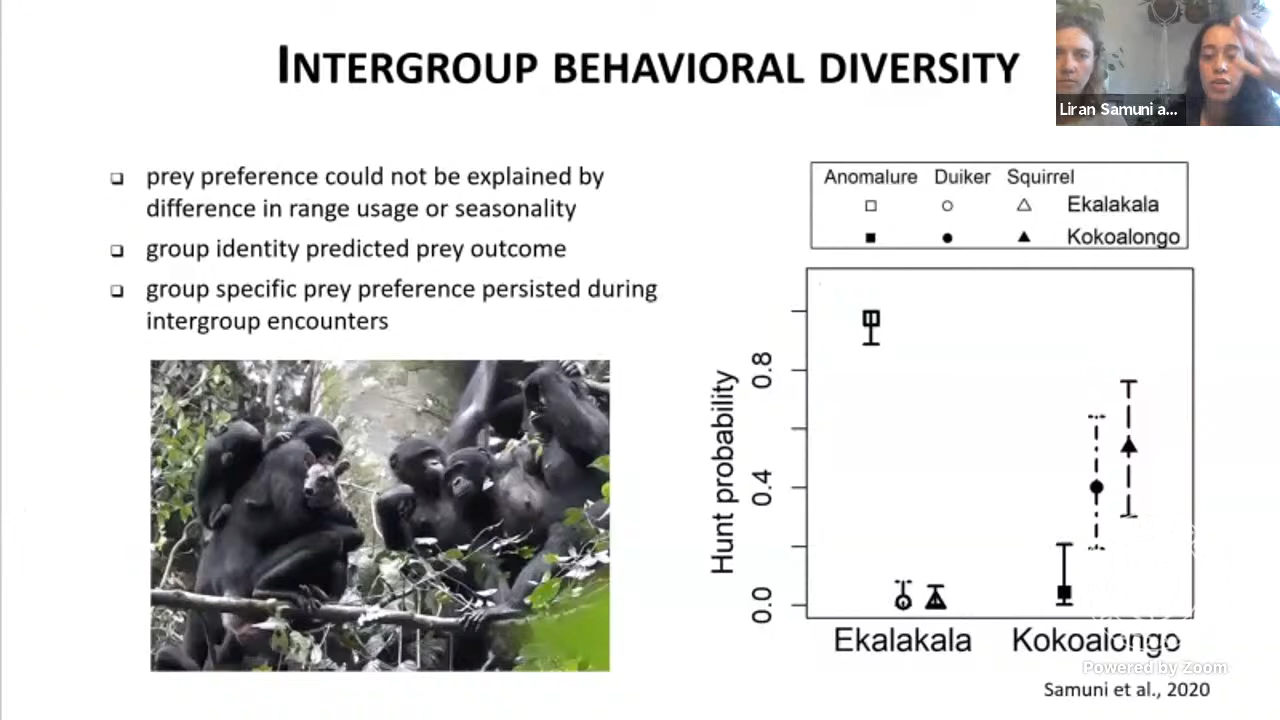 INTERGROUP BEHAVIORAL DIVERSITY
Liran Samuni a...
prey preference could not be explained by
difference in range usage or seasonality
group identity predicted prey outcome
group specific prey preference persisted during
intergroup encounters
Anomalure Duiker Squirrel
Ekalakala
Kokoalongo
Hunt probability
0.8
0.4
0.0
Ekalakala Kokoalongo
Powered by Zoom
Samuni et al., 2020